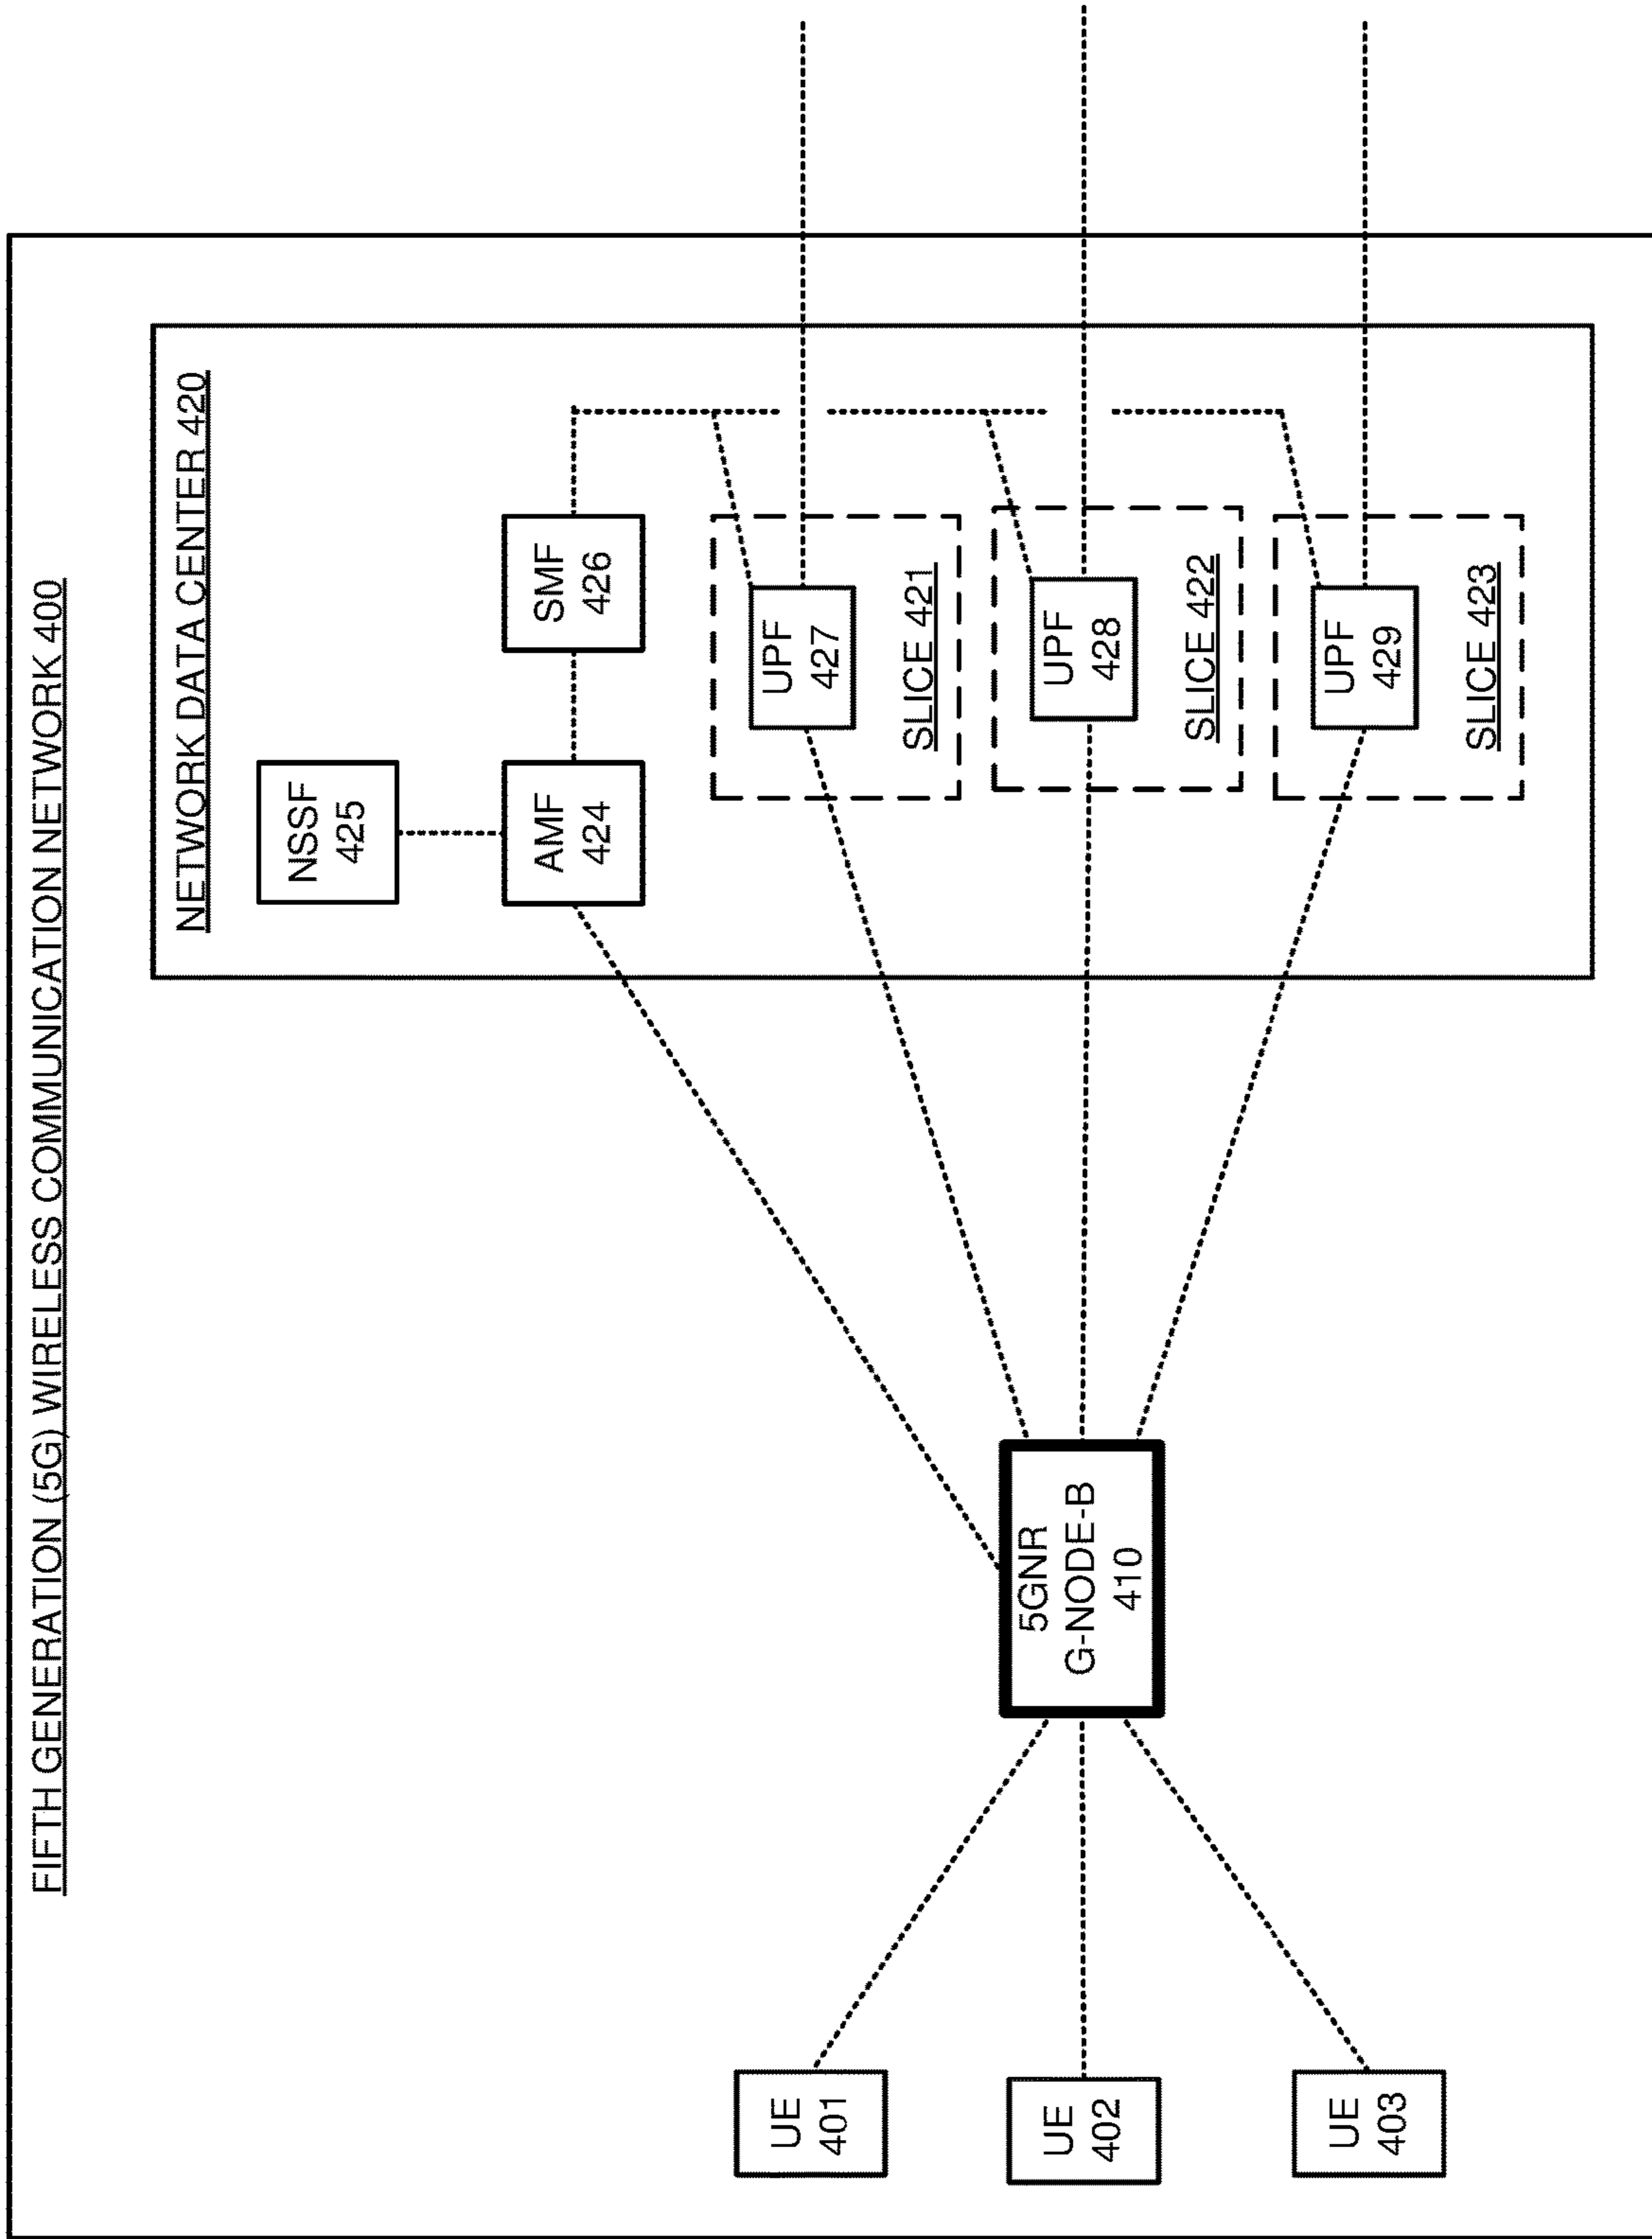 FIFTH GENERATION (5G) WIRELESS COMMUNICATION NETWORK 400
NETWORK DATA CENTER 420
NSSF
425
AMF
424
SMF
426
UPF
427
SLICE 421
UPF
428
SLICE 422
UPF
429
SLICE 423
5GNR
G-NODE-B
410
UE
401
UE
402
UE
403